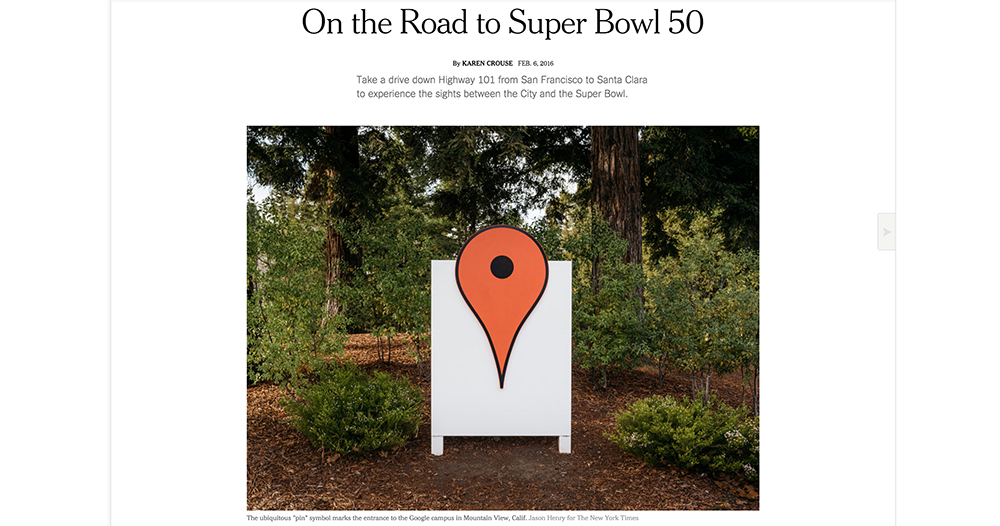 On the Road to Super Bowl 50
By KAREN CROUSE FEB. 6, 2016
Take a drive down Highway 101 from San Francisco to Santa Clara
to experience the sights between the City and the Super Bowl.
The ubiquitous "pin" symbol marks the entrance to the Google campus in Mountain View, Calif. Jason Henry for The New York Times